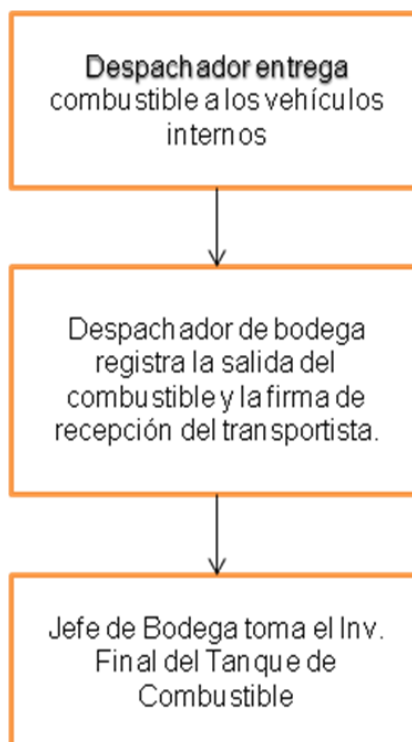 Despachador entrega
combustible a los vehículos
internos
Despachador de bodega
registra la salida del
combustible y la firma de
recepción del transportista.
Jefe de Bodega toma el Inv.
Final del Tanque de
Combustible